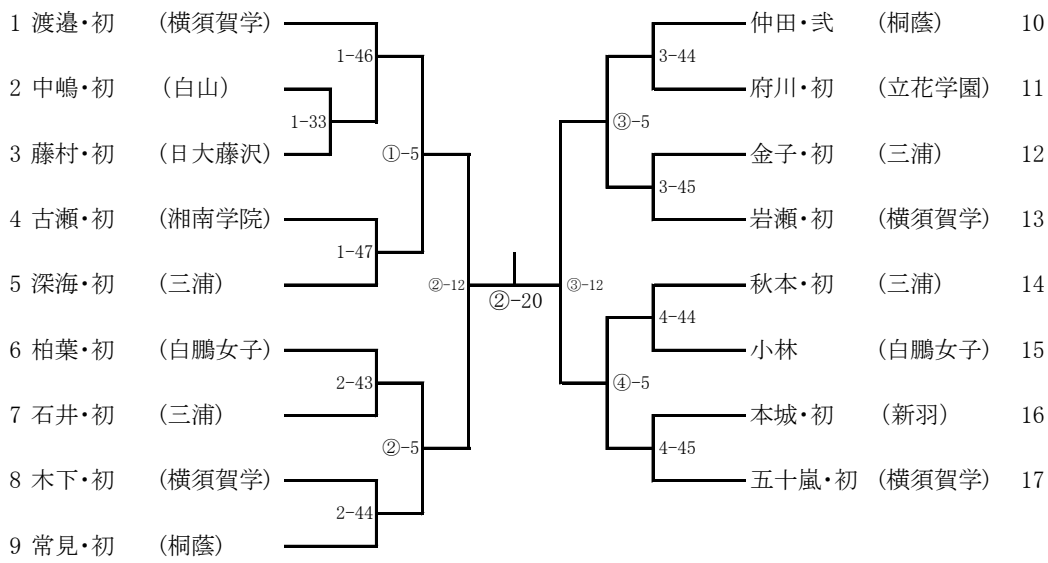 1 渡邉・初 (横須賀学)
1-46
2 中嶋・初 (白山)
1-33
3 藤村・初 (日大藤沢)
①-5
4 古瀬・初 (湘南学院)
1-47
5 深海・初 (三浦)
②-12
6 柏葉・初 (白鵬女子)
2-43
7 石井・初 (三浦)
②-5
8 木下・初 (横須賀学)
2-44
9 常見・初 (桐蔭)
②-20
仲田・弐 (桐蔭) 10
3-44
府川・初 (立花学園) 11
③-5
金子・初 (三浦) 12
3-45
岩瀬・初 (横須賀学) 13
③-12
秋本・初 (三浦) 14
4-44
小林 (白鵬女子) 15
④-5
本城・初 (新羽) 16
4-45
五十嵐・初 (横須賀学) 17